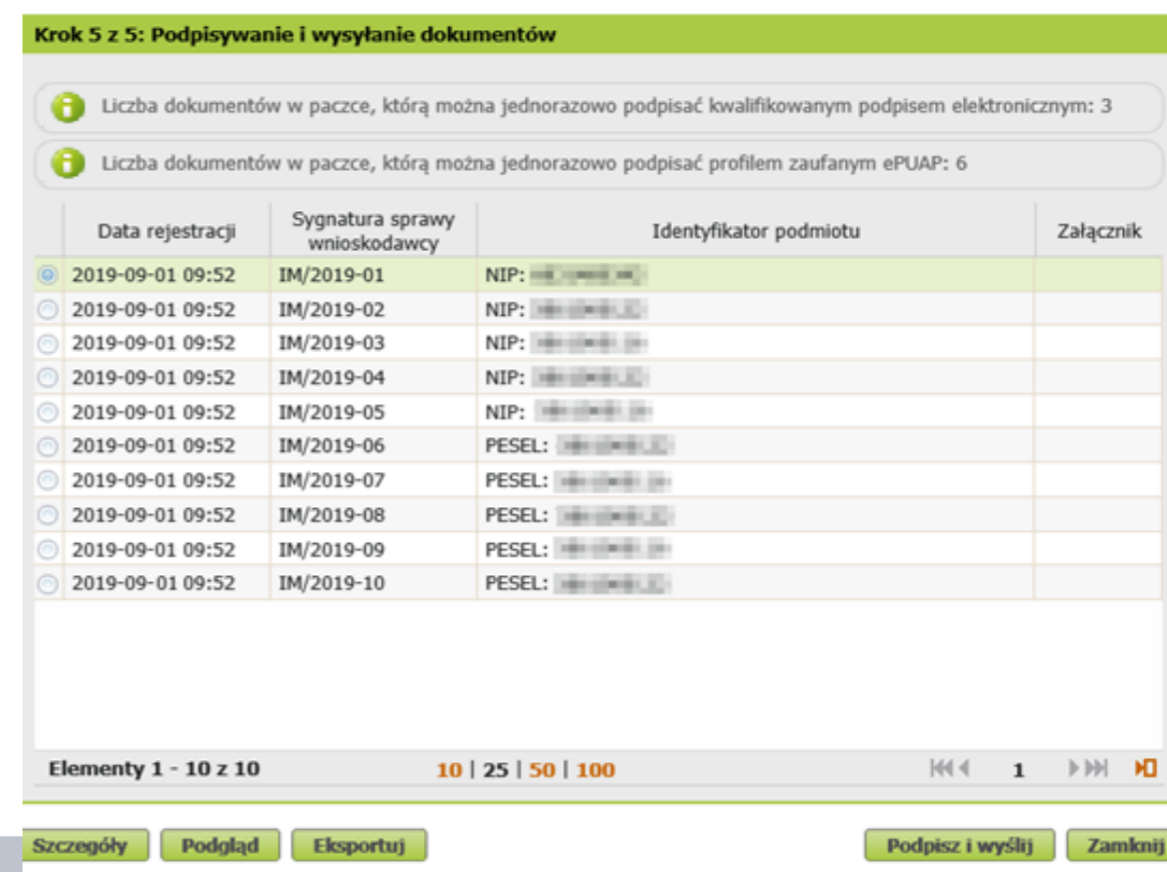 Krok 5 z 5: Podpisywanie i wysyłanie dokumentów
Liczba dokumentów w paczce, którą można jednorazowo podpisać kwalifikowanym podpisem elektronicznym: 3
Liczba dokumentów w paczce, którą można jednorazowo podpisać profilem zaufanym ePUAP: 6
Data rejestracji Sygnatura sprawy wnioskodawcy Identyfikator podmiotu Załącznik
2019-09-01 09:52 IM/2019-01 NIP:
2019-09-01 09:52 IM/2019-02 NIP:
2019-09-01 09:52 IM/2019-03 NIP:
2019-09-01 09:52 IM/2019-04 NIP:
2019-09-01 09:52 IM/2019-05 NIP:
2019-09-01 09:52 IM/2019-06 PESEL:
2019-09-01 09:52 IM/2019-07 PESEL:
2019-09-01 09:52 IM/2019-08 PESEL:
2019-09-01 09:52 IM/2019-09 PESEL:
2019-09-01 09:52 IM/2019-10 PESEL:
Elementy 1 - 10 z 10 10 | 25 | 50 | 100 1
Szczegóły Podgląd Eksportuj Podpisz i wyślij Zamknij